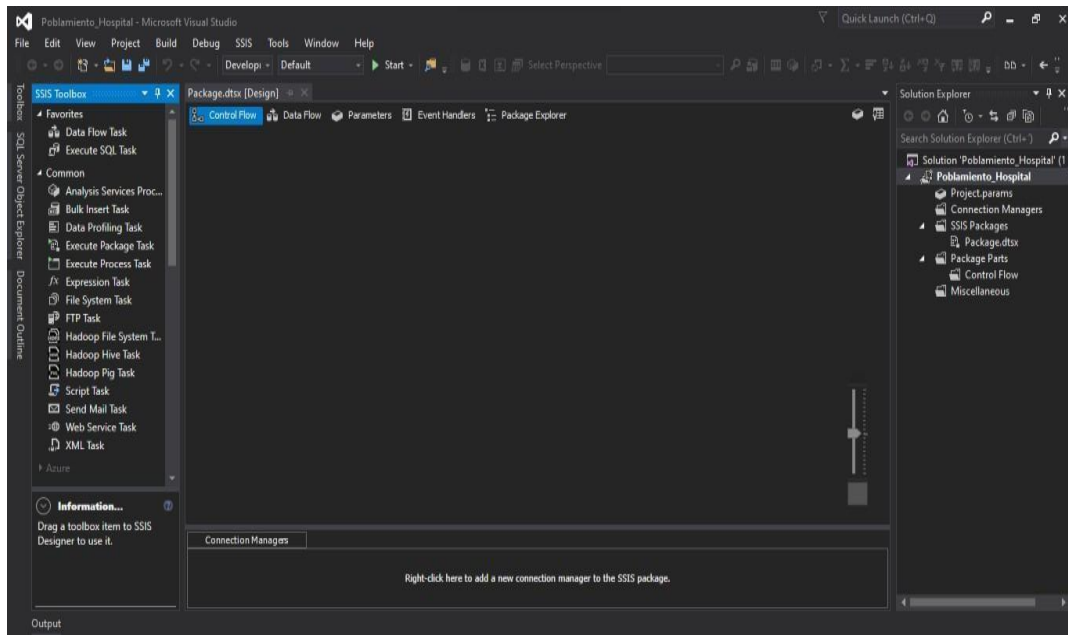 Poblamiento_Hospital - Microsoft Visual Studio
Quick Launch (Ctrl+Q)
File Edit View Project Build Debug SSIS Tools Window Help
Developi Default Start Select Perspective
Toolbox
SQL Server Object Explorer
Document Outline
SSIS Toolbox
Favorites
Data Flow Task
Execute SQL Task
Common
Analysis Services Proc...
Bulk Insert Task
Data Profiling Task
Execute Package Task
Execute Process Task
Expression Task
File System Task
FTP Task
Hadoop File System T...
Hadoop Hive Task
Hadoop Pig Task
Script Task
Send Mail Task
Web Service Task
XML Task
Azure
Information...
Drag a toolbox item to SSIS
Designer to use it.
Package.dtsx [Design]
Control Flow Data Flow Parameters Event Handlers Package Explorer
Connection Managers
Right-click here to add a new connection manager to the SSIS package.
Solution Explorer
Search Solution Explorer (Ctrl+¨)
Solution 'Poblamiento_Hospital' (1
Poblamiento_Hospital
Project.params
Connection Managers
SSIS Packages
Package.dtsx
Package Parts
Control Flow
Miscellaneous
Output